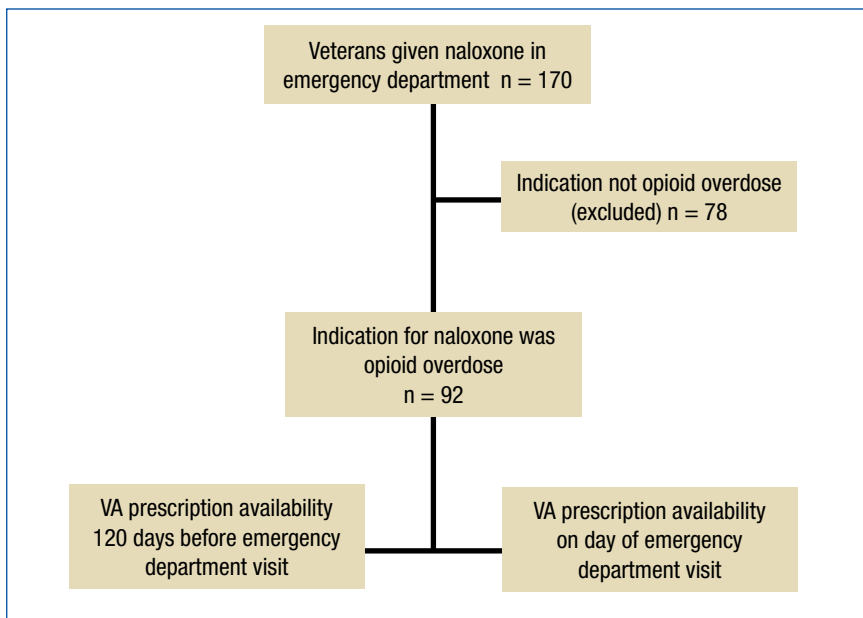 Veterans given naloxone in
emergency department n = 170
Indication not opioid overdose
(excluded) n = 78
Indication for naloxone was
opioid overdose
n = 92
VA prescription availability
120 days before emergency
department visit
VA prescription availability
on day of emergency
department visit